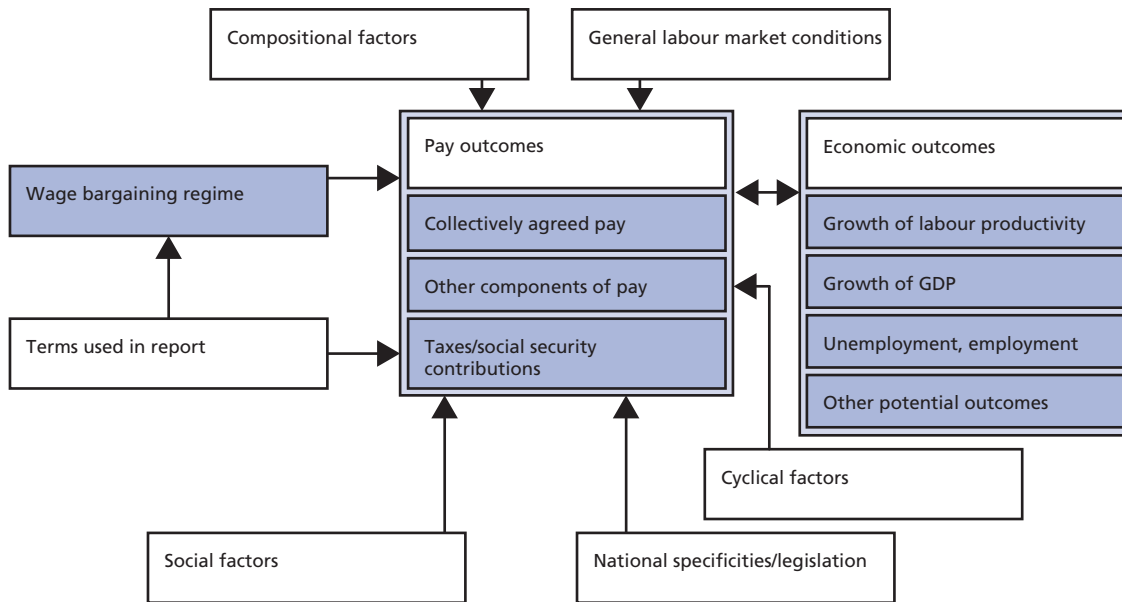 Compositional factors
General labour market conditions
Pay outcomes
Economic outcomes
Wage bargaining regime
Collectively agreed pay
Growth of labour productivity
Other components of pay
Growth of GDP
Terms used in report
Taxes/social security
contributions
Unemployment, employment
Other potential outcomes
Cyclical factors
Social factors
National specificities/legislation